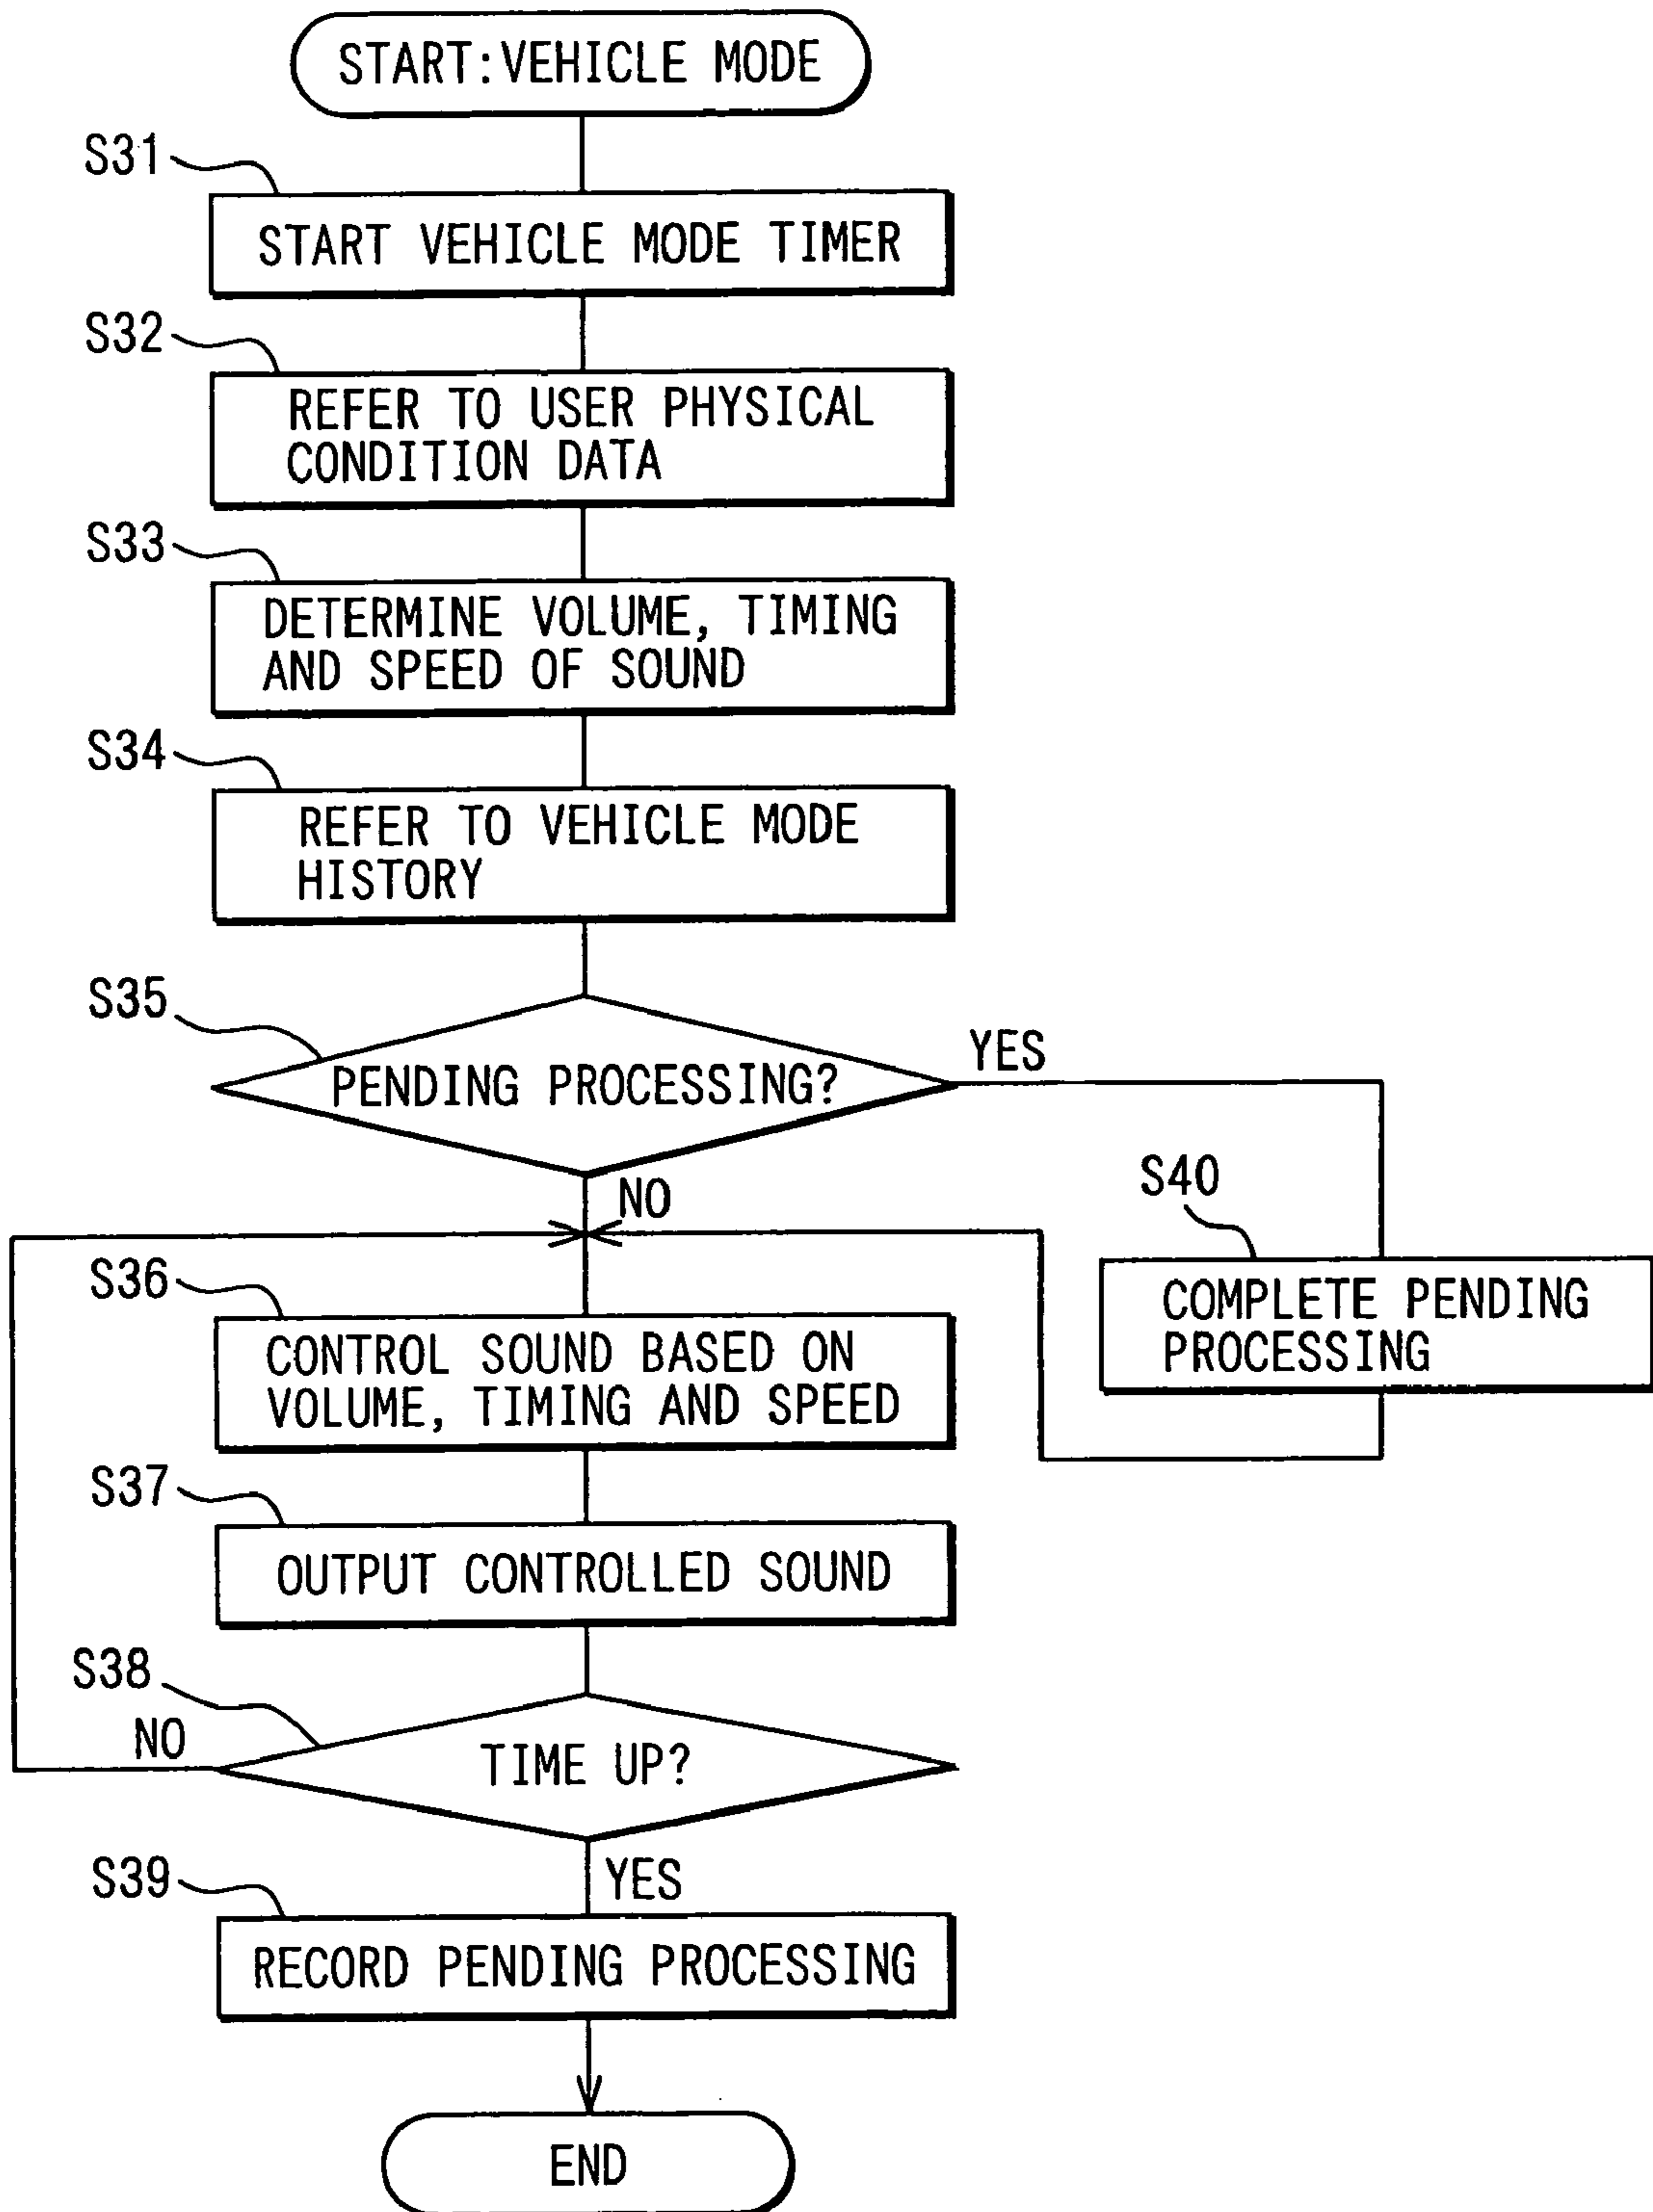 START:VEHICLE MODE
S31
START VEHICLE MODE TIMER
S32
REFER TO USER PHYSICAL
CONDITION DATA
S33
DETERMINE VOLUME, TIMING
AND SPEED OF SOUND
S34
REFER TO VEHICLE MODE
HISTORY
S35
PENDING PROCESSING?
YES
NO
S40
COMPLETE PENDING
PROCESSING
S36
CONTROL SOUND BASED ON
VOLUME, TIMING AND SPEED
S37
OUTPUT CONTROLLED SOUND
S38
NO
TIME UP?
YES
S39
RECORD PENDING PROCESSING
END